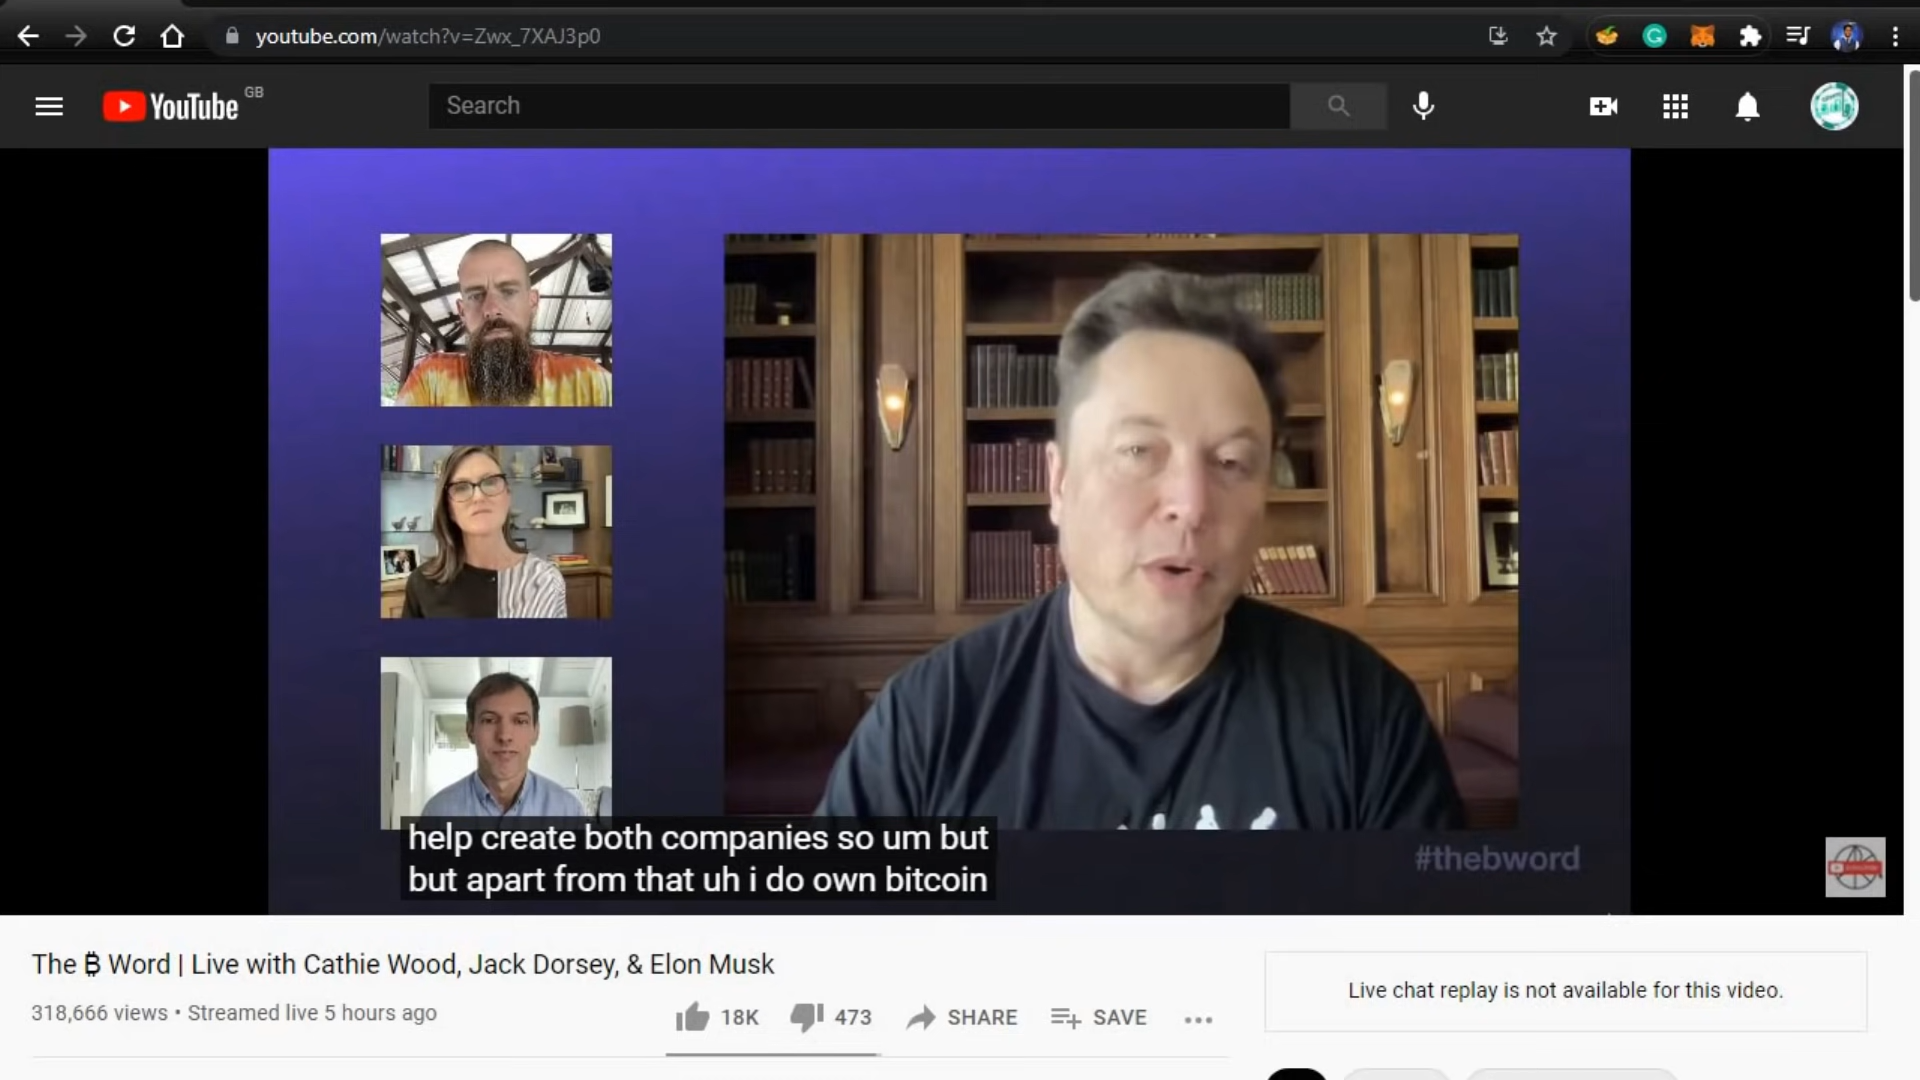 youtube.com/watch?v=Zwx_7XAJ3p0
YouTube GB
Search
help create both companies so um but
but apart from that uh i do own bitcoin
#thebword
The ₿ Word | Live with Cathie Wood, Jack Dorsey, & Elon Musk
318,666 views • Streamed live 5 hours ago
18K
473
SHARE
SAVE
Live chat replay is not available for this video.